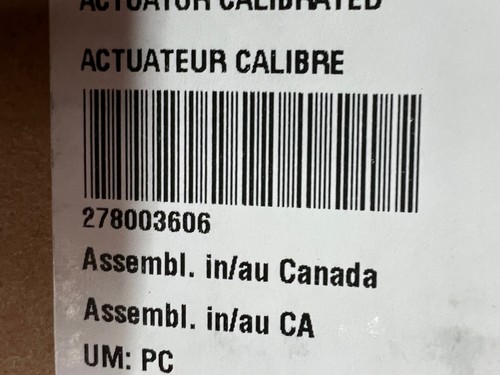 ACTUATOR CALIBRATED
ACTUATEUR CALIBRE
278003606
Assembl. in/au Canada
Assembl. in/au CA
UM: PC